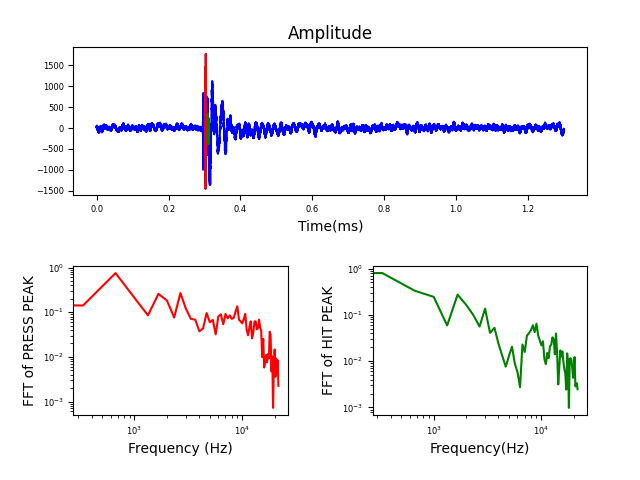 Amplitude
1500
1000
500
0
−500
−1000
−1500
0.0 0.2 0.4 0.6 0.8 1.0 1.2
Time(ms)
FFT of PRESS PEAK
10⁰
10⁻¹
10⁻²
10⁻³
10³ 10⁴
Frequency (Hz)
FFT of HIT PEAK
10⁰
10⁻¹
10⁻²
10⁻³
10³ 10⁴
Frequency(Hz)